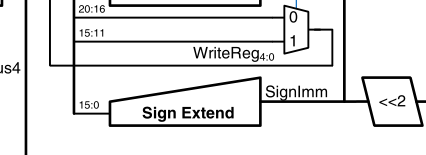 20:16
0
15:11
1
WriteReg4:0
us4
15:0
Sign Extend
SignImm
<<2